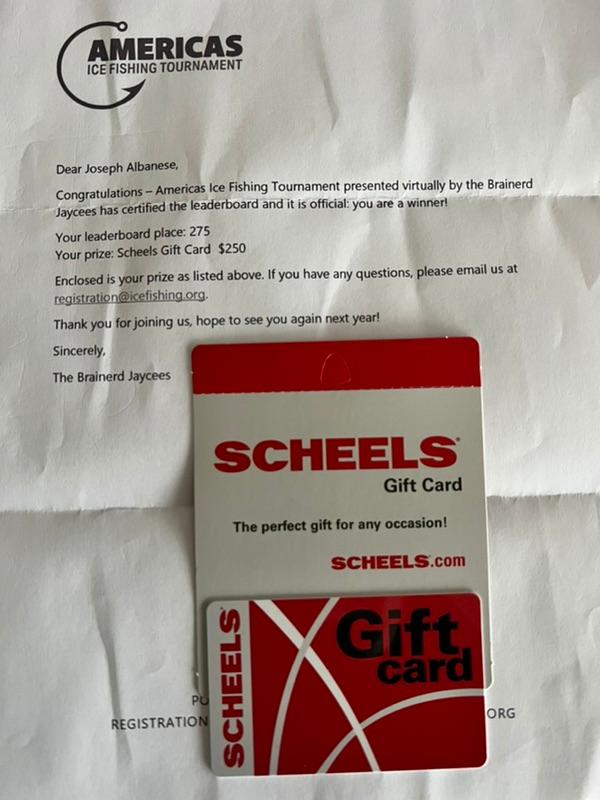 AMERICAS
ICE FISHING TOURNAMENT
Dear Joseph Albanese,
Congratulations – Americas Ice Fishing Tournament presented virtually by the Brainerd
Jaycees has certified the leaderboard and it is official: you are a winner!
Your leaderboard place: 275
Your prize: Scheels Gift Card $250
Enclosed is your prize as listed above. If you have any questions, please email us at
registration@icefishing.org.
Thank you for joining us, hope to see you again next year!
Sincerely,
The Brainerd Jaycees
SCHEELS®
Gift Card
The perfect gift for any occasion!
SCHEELS.com
SCHEELS
Gift
card
REGISTRATION
ORG